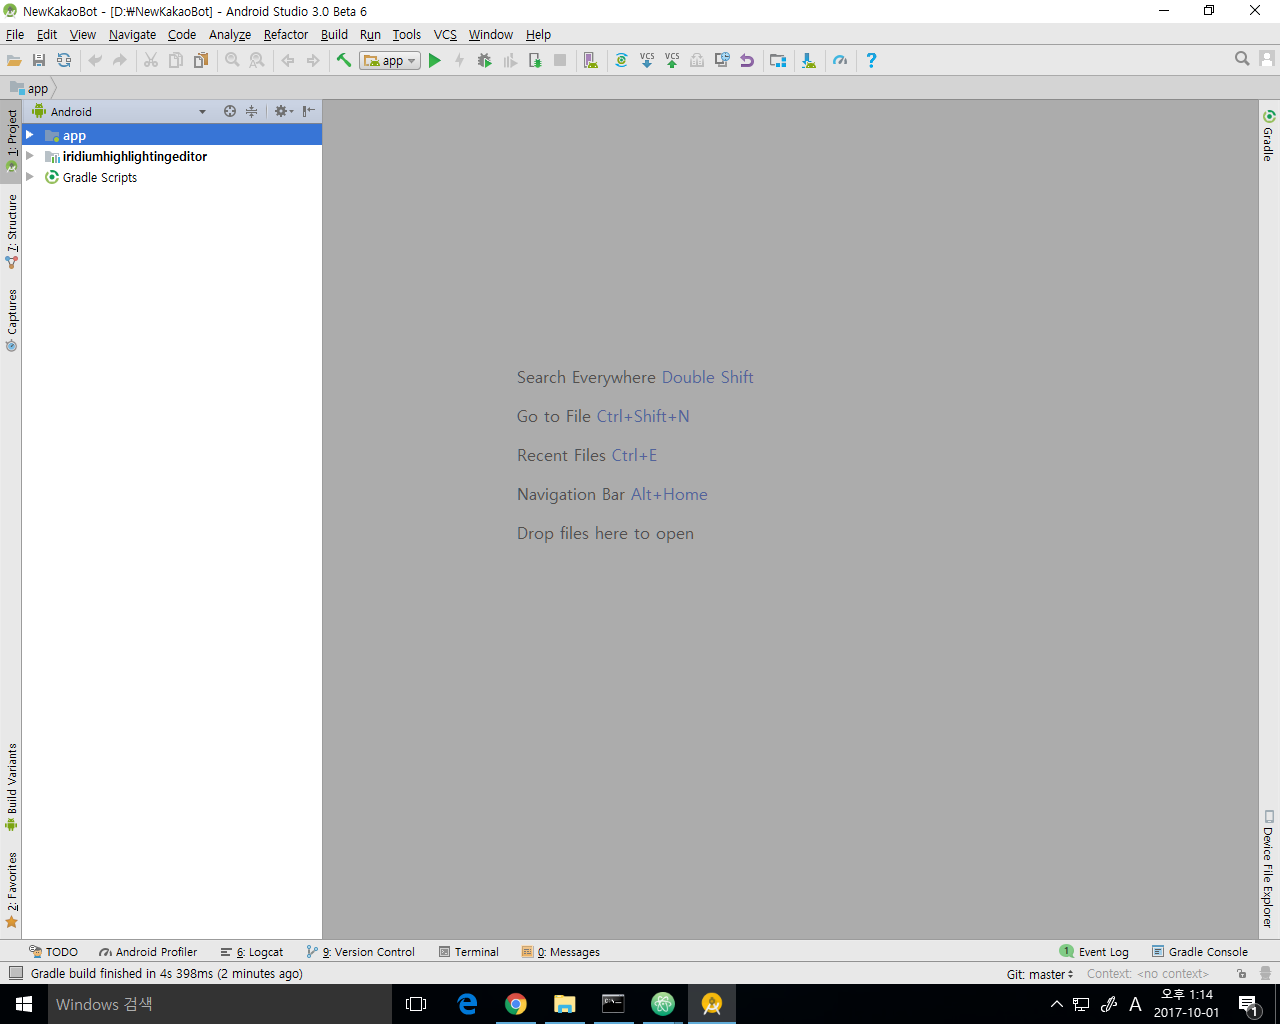 NewKakaoBot - [D:\NewKakaoBot] - Android Studio 3.0 Beta 6
File Edit View Navigate Code Analyze Refactor Build Run Tools VCS Window Help
app
VCS VCS
app
1: Project
7: Structure
Captures
Build Variants
2: Favorites
Android
app
iridiumhighlightingeditor
Gradle Scripts
Search Everywhere Double Shift
Go to File Ctrl+Shift+N
Recent Files Ctrl+E
Navigation Bar Alt+Home
Drop files here to open
Gradle
Device File Explorer
TODO Android Profiler 6: Logcat 9: Version Control Terminal 0: Messages 1 Event Log Gradle Console
Gradle build finished in 4s 398ms (2 minutes ago) Git: master Context: <no context>
Windows 검색
A
오후 1:14
2017-10-01
1